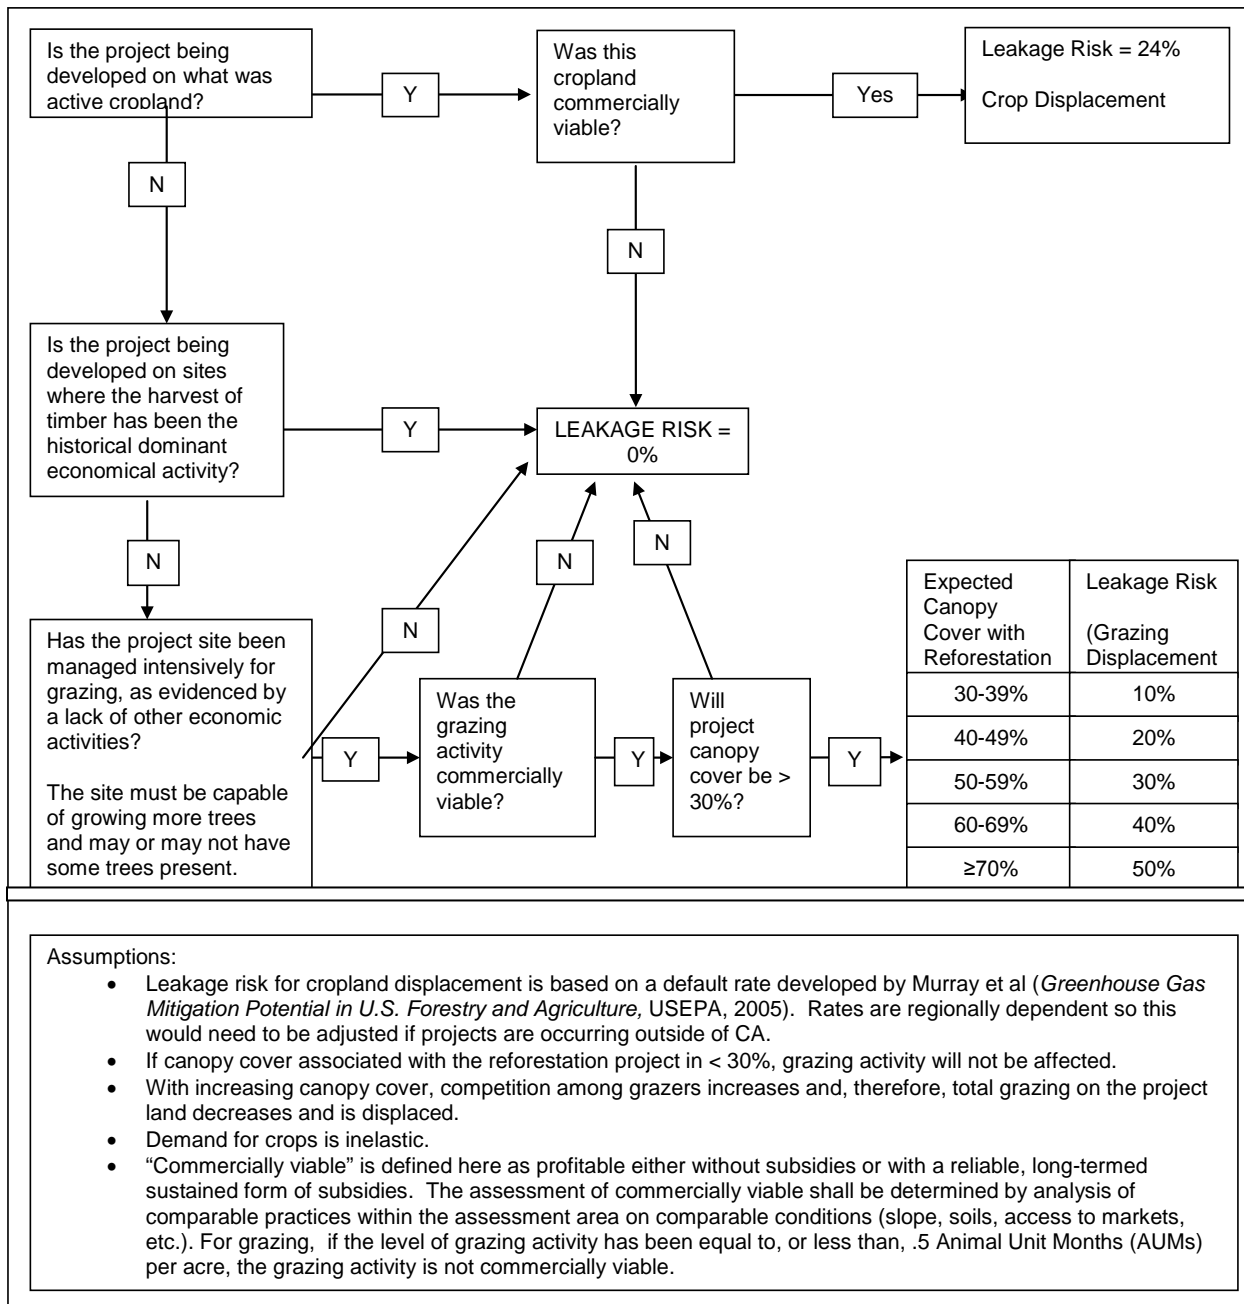 Is the project being
developed on what was
active cropland?
Y
Was this
cropland
commercially
viable?
Yes
Leakage Risk = 24%
Crop Displacement
N
N
Is the project being
developed on sites
where the harvest of
timber has been the
historical dominant
economical activity?
Y
LEAKAGE RISK =
0%
N
N
N
N
Has the project site been
managed intensively for
grazing, as evidenced by
a lack of other economic
activities?
The site must be capable
of growing more trees
and may or may not have
some trees present.
Y
Was the
grazing
activity
commercially
viable?
Y
Will
project
canopy
cover be >
30%?
Y
Expected
Canopy
Cover with
Reforestation
Leakage Risk
(Grazing
Displacement
30-39% 10%
40-49% 20%
50-59% 30%
60-69% 40%
≥70% 50%
Assumptions:
• Leakage risk for cropland displacement is based on a default rate developed by Murray et al (Greenhouse Gas
Mitigation Potential in U.S. Forestry and Agriculture, USEPA, 2005). Rates are regionally dependent so this
would need to be adjusted if projects are occurring outside of CA.
• If canopy cover associated with the reforestation project in < 30%, grazing activity will not be affected.
• With increasing canopy cover, competition among grazers increases and, therefore, total grazing on the project
land decreases and is displaced.
• Demand for crops is inelastic.
• “Commercially viable” is defined here as profitable either without subsidies or with a reliable, long-termed
sustained form of subsidies. The assessment of commercially viable shall be determined by analysis of
comparable practices within the assessment area on comparable conditions (slope, soils, access to markets,
etc.). For grazing, if the level of grazing activity has been equal to, or less than, .5 Animal Unit Months (AUMs)
per acre, the grazing activity is not commercially viable.